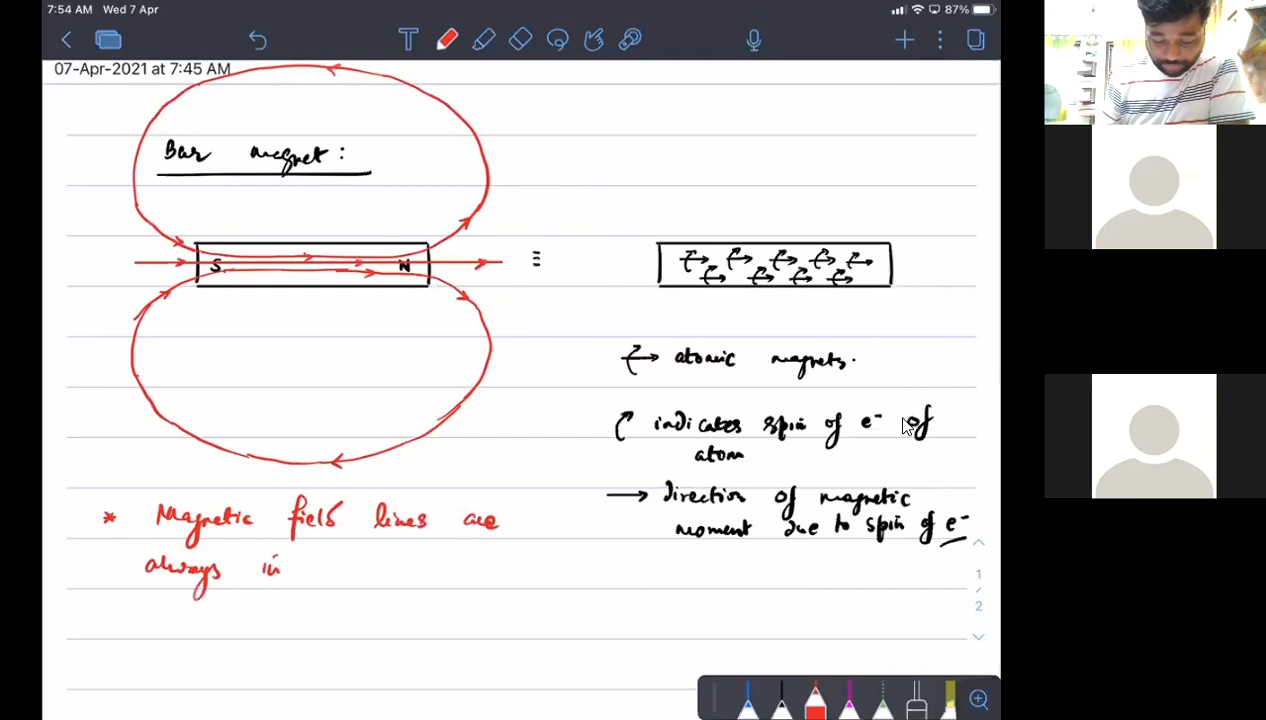 7:54 AM Wed 7 Apr
87%
T
07-Apr-2021 at 7:45 AM
Bar magnet :
S N
≡
→ atomic magnets.
indicates spin of e⁻ of
atom
→ direction of magnetic
moment due to spin of e⁻
* Magnetic field lines are
always in
1
/
2